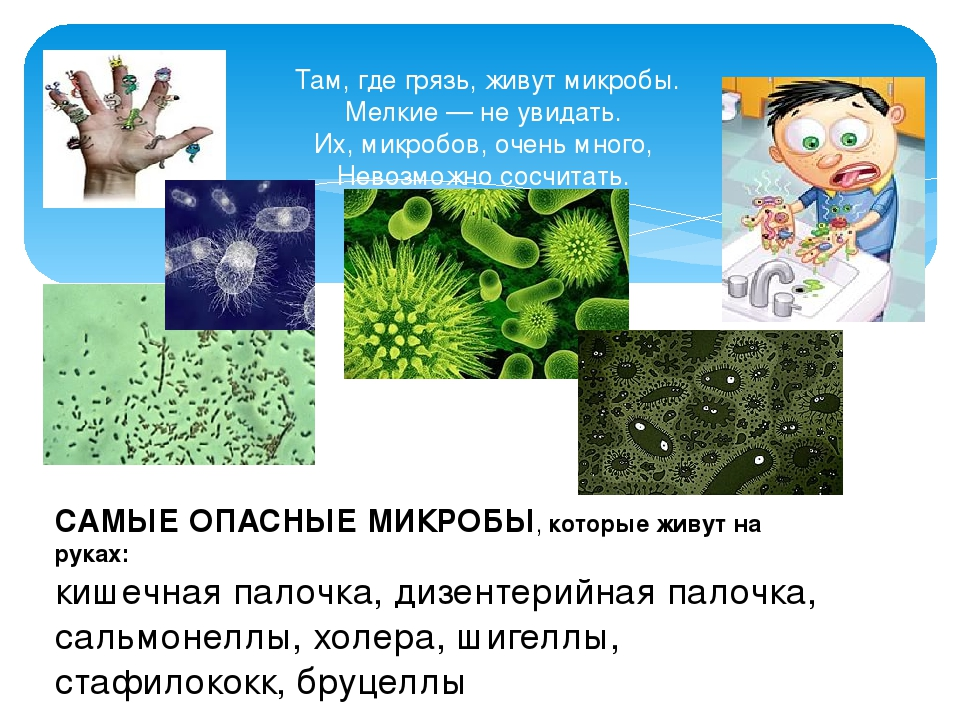 Там, где грязь, живут микробы.
Мелкие — не увидать.
Их, микробов, очень много,
Невозможно сосчитать.
САМЫЕ ОПАСНЫЕ МИКРОБЫ, которые живут на
руках:
кишечная палочка, дизентерийная палочка,
сальмонеллы, холера, шигеллы,
стафилококк, бруцеллы